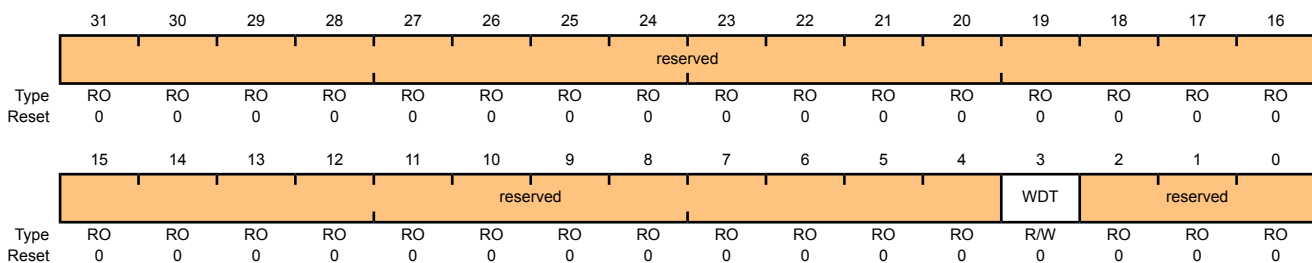 31 30 29 28 27 26 25 24 23 22 21 20 19 18 17 16
reserved
Type RO RO RO RO RO RO RO RO RO RO RO RO RO RO RO RO
Reset 0 0 0 0 0 0 0 0 0 0 0 0 0 0 0 0
15 14 13 12 11 10 9 8 7 6 5 4 3 2 1 0
reserved WDT reserved
Type RO RO RO RO RO RO RO RO RO RO RO RO R/W RO RO RO
Reset 0 0 0 0 0 0 0 0 0 0 0 0 0 0 0 0